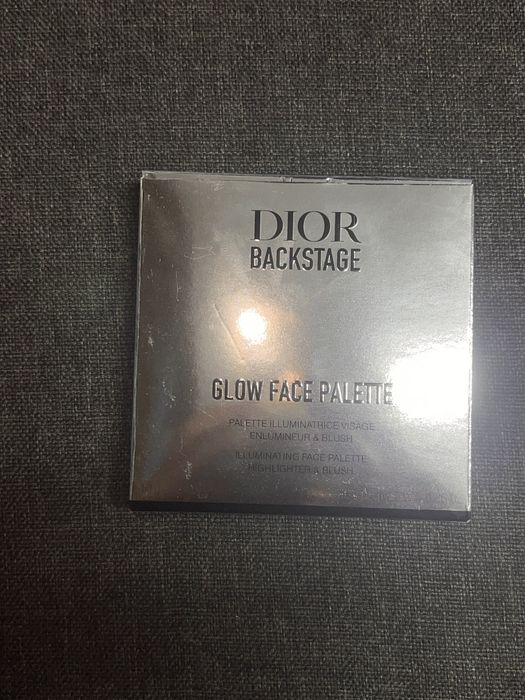 DIOR
BACKSTAGE
GLOW FACE PALETTE
PALETTE ILLUMINATRICE VISAGE
ENLUMINEUR & BLUSH
ILLUMINATING FACE PALETTE
HIGHLIGHTER & BLUSH